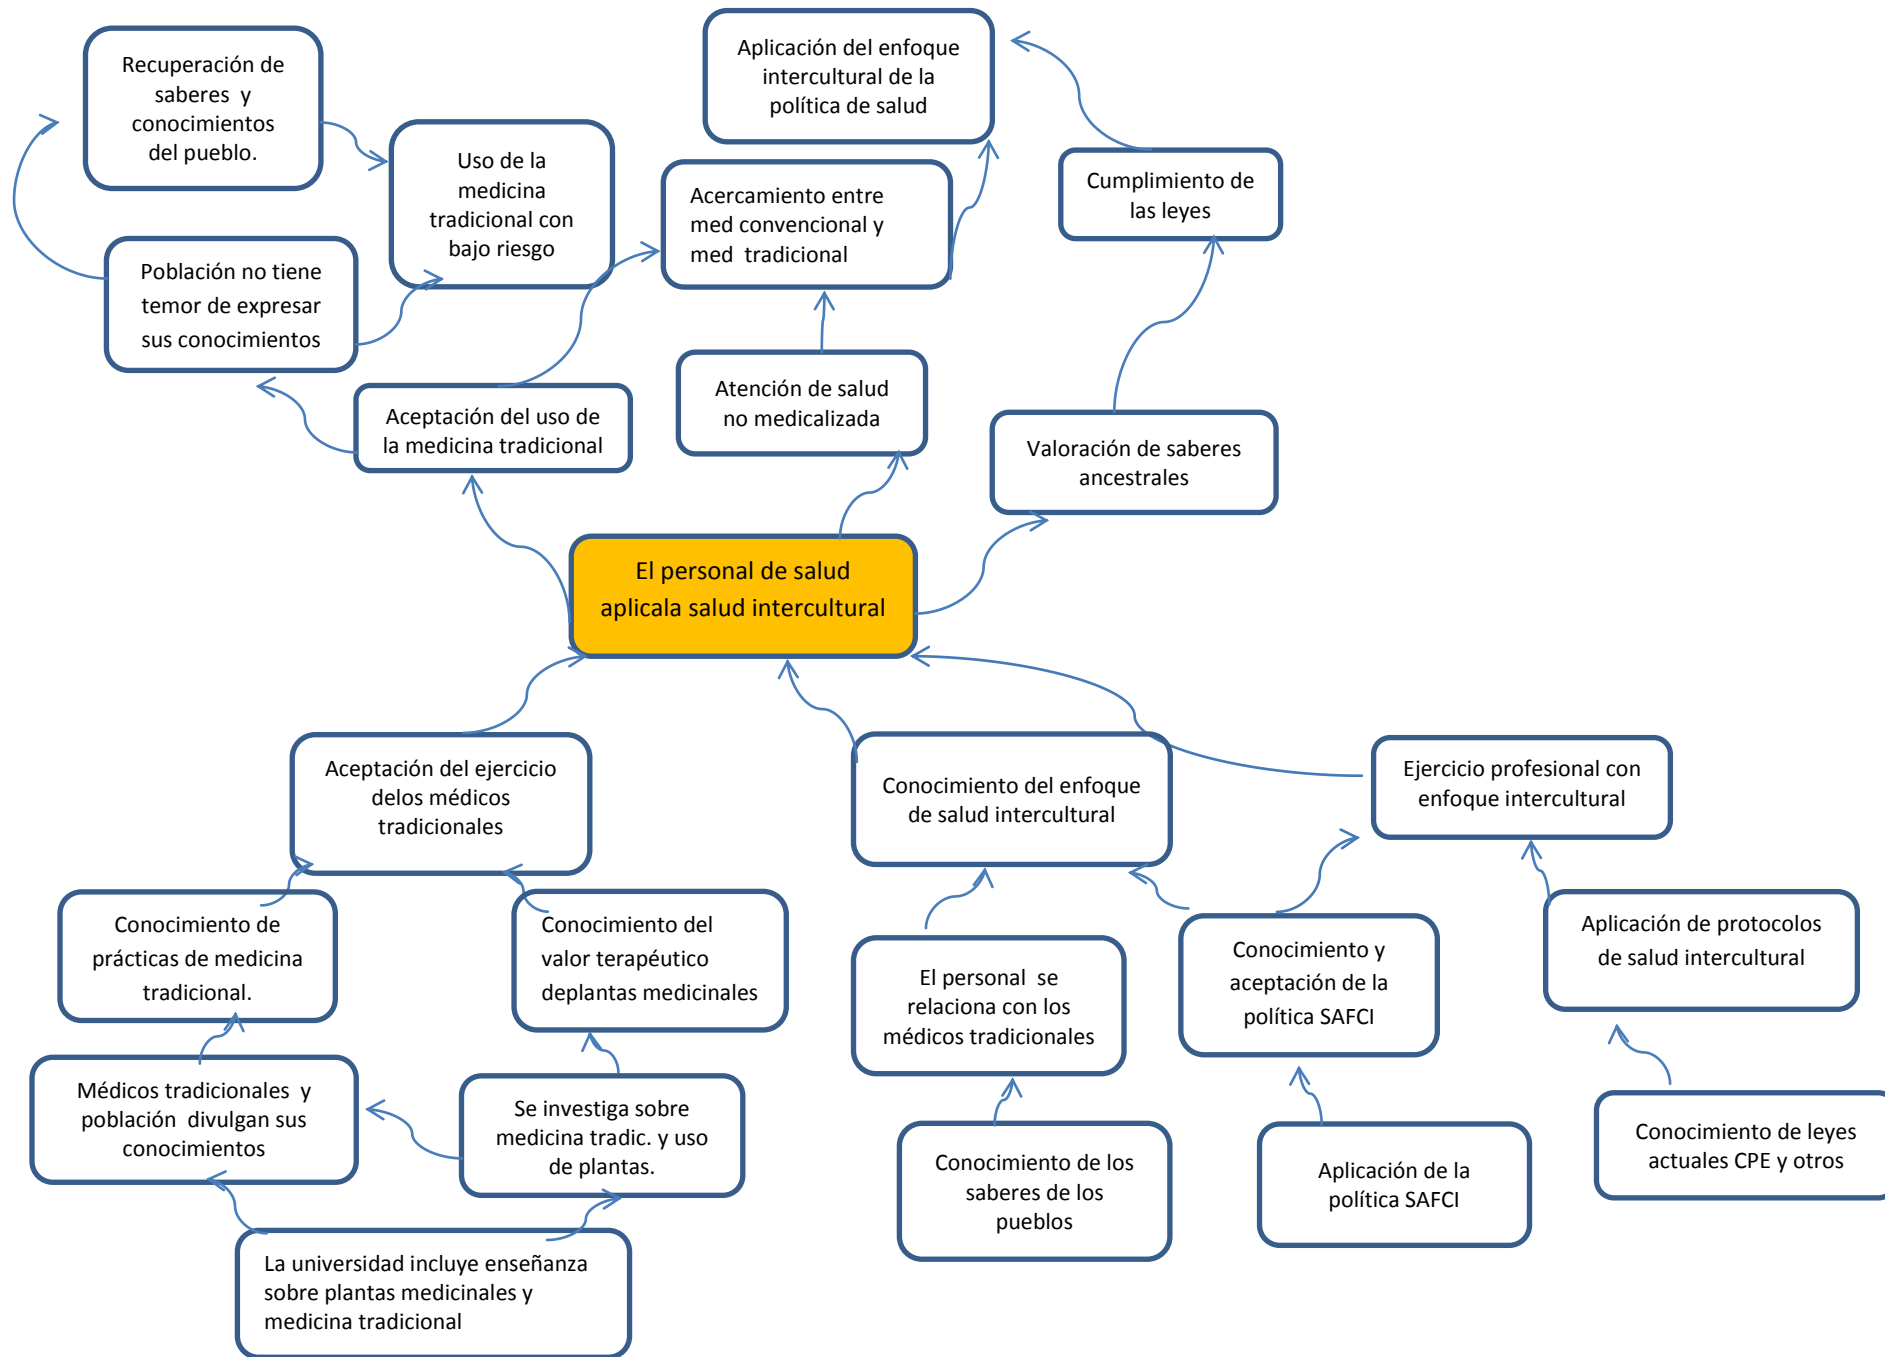 Recuperación de
saberes y
conocimientos
del pueblo.
Uso de la
medicina
tradicional con
bajo riesgo
Aplicación del enfoque
intercultural de la
política de salud
Acercamiento entre
med convencional y
med tradicional
Cumplimiento de
las leyes
Población no tiene
temor de expresar
sus conocimientos
Aceptación del uso de
la medicina tradicional
Atención de salud
no medicalizada
Valoración de saberes
ancestrales
El personal de salud
aplicala salud intercultural
Aceptación del ejercicio
delos médicos
tradicionales
Conocimiento del enfoque
de salud intercultural
Ejercicio profesional con
enfoque intercultural
Conocimiento de
prácticas de medicina
tradicional.
Conocimiento del
valor terapéutico
deplantas medicinales
El personal se
relaciona con los
médicos tradicionales
Conocimiento y
aceptación de la
política SAFCI
Aplicación de protocolos
de salud intercultural
Médicos tradicionales y
población divulgan sus
conocimientos
Se investiga sobre
medicina tradic. y uso
de plantas.
Conocimiento de los
saberes de los
pueblos
Aplicación de la
política SAFCI
Conocimiento de leyes
actuales CPE y otros
La universidad incluye enseñanza
sobre plantas medicinales y
medicina tradicional